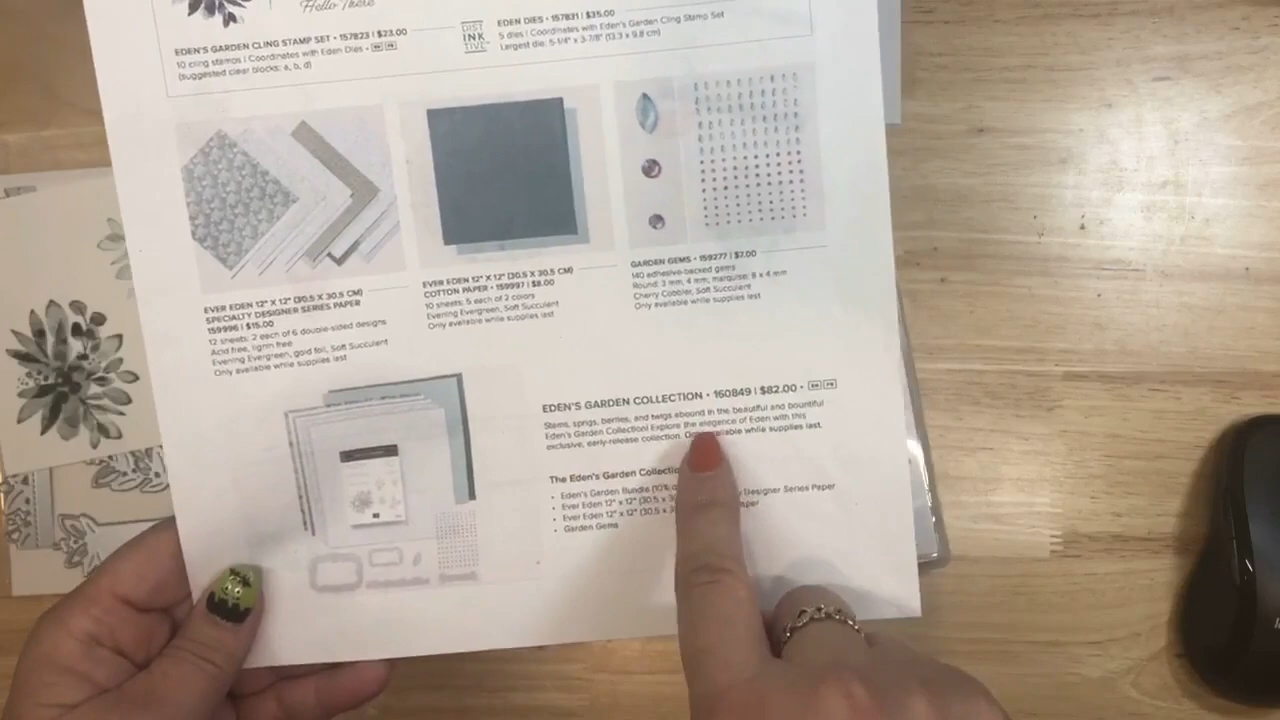 Hello There
EDEN'S GARDEN CLING STAMP SET • 157823 | $23.00
10 cling stamps | Coordinates with Eden Dies •
(suggested clear blocks: a, b, d)
DIST
INK
TIVE
EDEN DIES • 157831 | $35.00
5 dies | Coordinates with Eden's Garden Cling Stamp Set
Largest die: 5-1/4" x 3-7/8" (13.3 x 9.8 cm)
EVER EDEN 12" X 12" (30.5 X 30.5 CM)
SPECIALTY DESIGNER SERIES PAPER
159996 | $15.00
12 sheets: 2 each of 6 double-sided designs
Acid free, lignin free
Evening Evergreen, gold foil, Soft Succulent
Only available while supplies last
EVER EDEN 12" X 12" (30.5 X 30.5 CM)
COTTON PAPER • 159997 | $8.00
10 sheets: 5 each of 2 colors
Evening Evergreen, Soft Succulent
Only available while supplies last
GARDEN GEMS • 159277 | $7.00
140 adhesive-backed gems
Round: 3 mm, 4 mm; marquise: 8 x 4 mm
Cherry Cobbler, Soft Succulent
Only available while supplies last
EDEN'S GARDEN COLLECTION • 160849 | $82.00 •
Stems, sprigs, berries, and twigs abound in the beautiful and bountiful
Eden's Garden Collection! Explore the elegance of Eden with this
exclusive, early-release collection. Only available while supplies last.
The Eden's Garden Collection
• Eden's Garden Bundle (10%
• Ever Eden 12" x 12" (30.5 x Designer Series Paper
• Ever Eden 12" x 12" (30.5 x
• Garden Gems